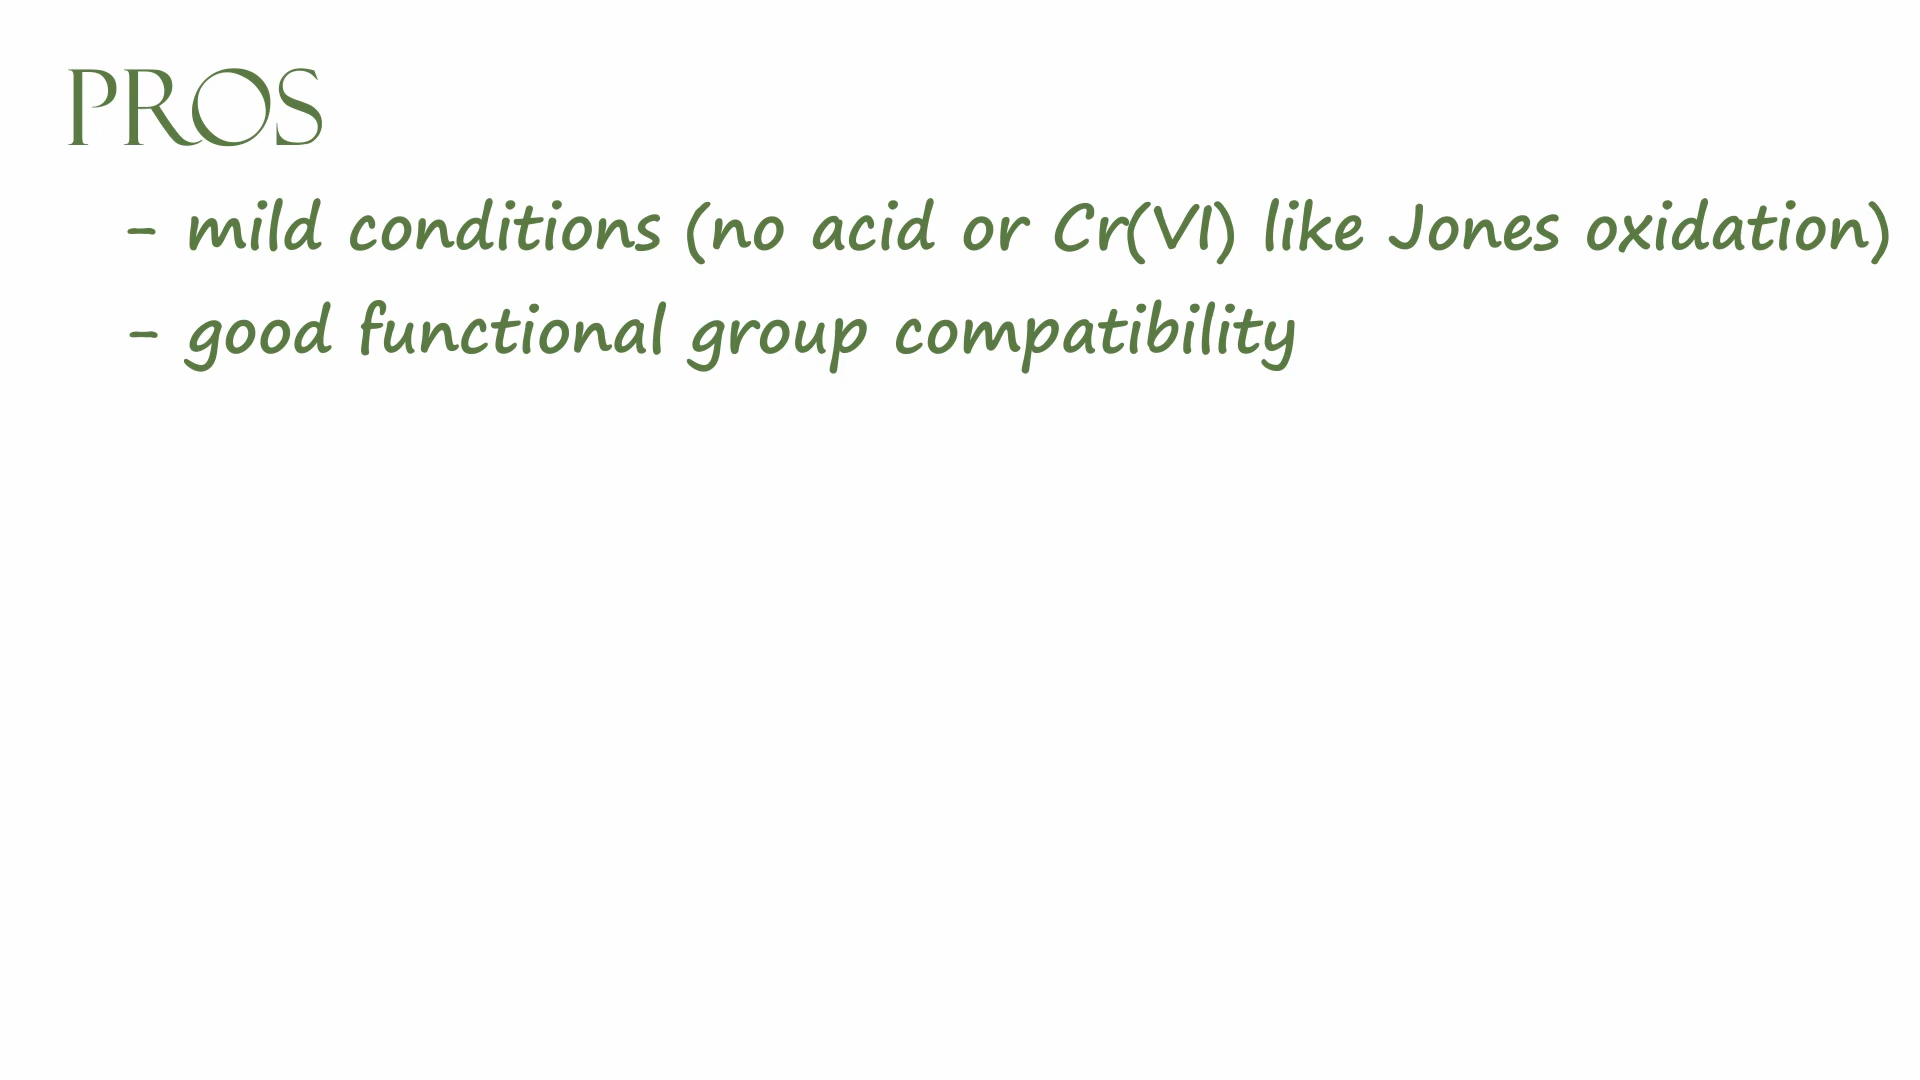 PROS
- mild conditions (no acid or Cr(VI) like Jones oxidation)
- good functional group compatibility